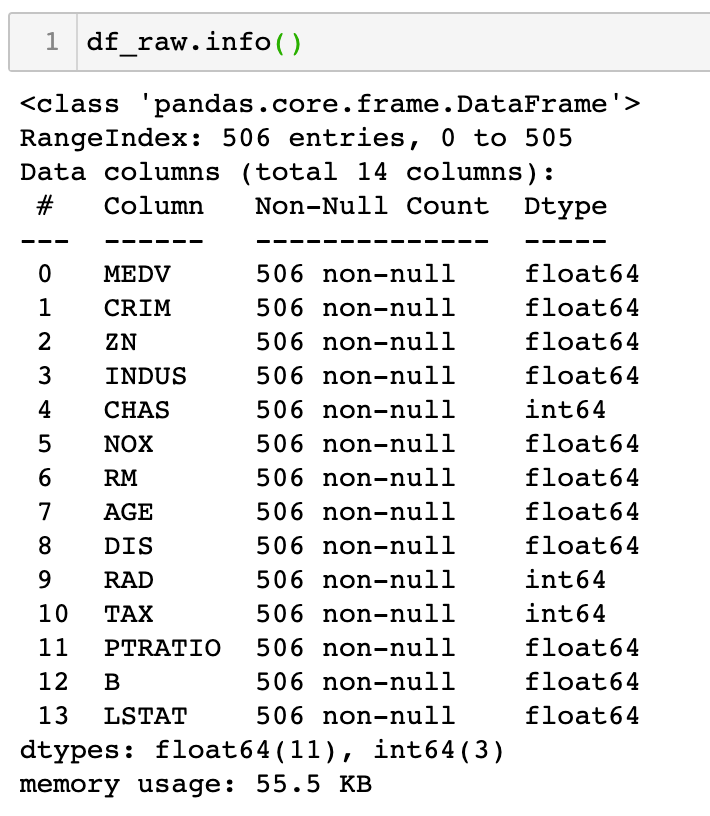 1 df_raw.info()
<class 'pandas.core.frame.DataFrame'>
RangeIndex: 506 entries, 0 to 505
Data columns (total 14 columns):
 #   Column   Non-Null Count  Dtype
---  ------   --------------  -----
 0   MEDV     506 non-null    float64
 1   CRIM     506 non-null    float64
 2   ZN       506 non-null    float64
 3   INDUS    506 non-null    float64
 4   CHAS     506 non-null    int64
 5   NOX      506 non-null    float64
 6   RM       506 non-null    float64
 7   AGE      506 non-null    float64
 8   DIS      506 non-null    float64
 9   RAD      506 non-null    int64
 10  TAX      506 non-null    int64
 11  PTRATIO  506 non-null    float64
 12  B        506 non-null    float64
 13  LSTAT    506 non-null    float64
dtypes: float64(11), int64(3)
memory usage: 55.5 KB